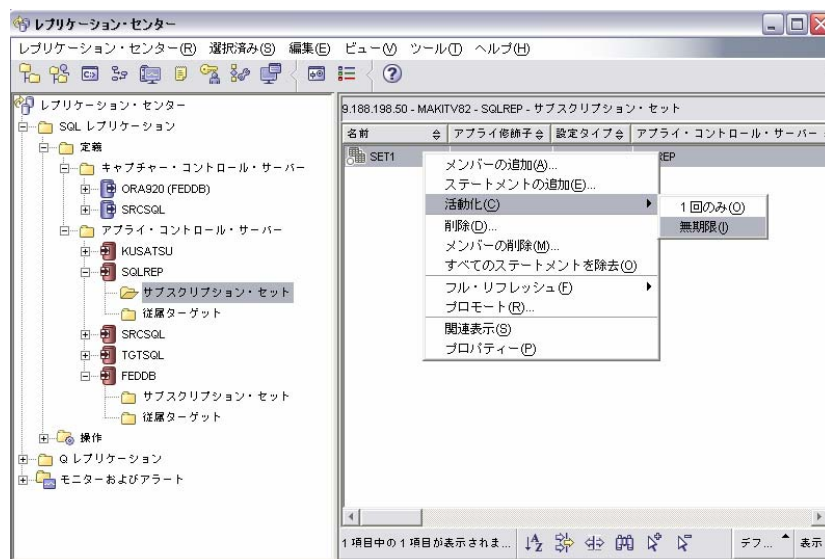 レプリケーション・センター
レプリケーション・センター(R) 選択済み(S) 編集(E) ビュー(V) ツール(T) ヘルプ(H)
レプリケーション・センター
SQL レプリケーション
定義
キャプチャー・コントロール・サーバー
ORA920 (FEDDB)
SRCSQL
アプライ・コントロール・サーバー
KUSATSU
SQLREP
サブスクリプション・セット
従属ターゲット
SRCSQL
TGTSQL
FEDDB
サブスクリプション・セット
従属ターゲット
操作
Q レプリケーション
モニターおよびアラート
9.188.198.50 - MAKITV82 - SQLREP - サブスクリプション・セット
名前 アプライ修飾子 設定タイプ アプライ・コントロール・サーバー
SET1 REP
メンバーの追加(A)...
ステートメントの追加(E)...
活動化(C)
削除(D)...
メンバーの削除(M)...
すべてのステートメントを除去(O)
フル・リフレッシュ(F)
プロモート(R)...
関連表示(S)
プロパティー(P)
1 回のみ(O)
無期限(I)
1 項目中の 1 項目が表示されま... デフ... 表示